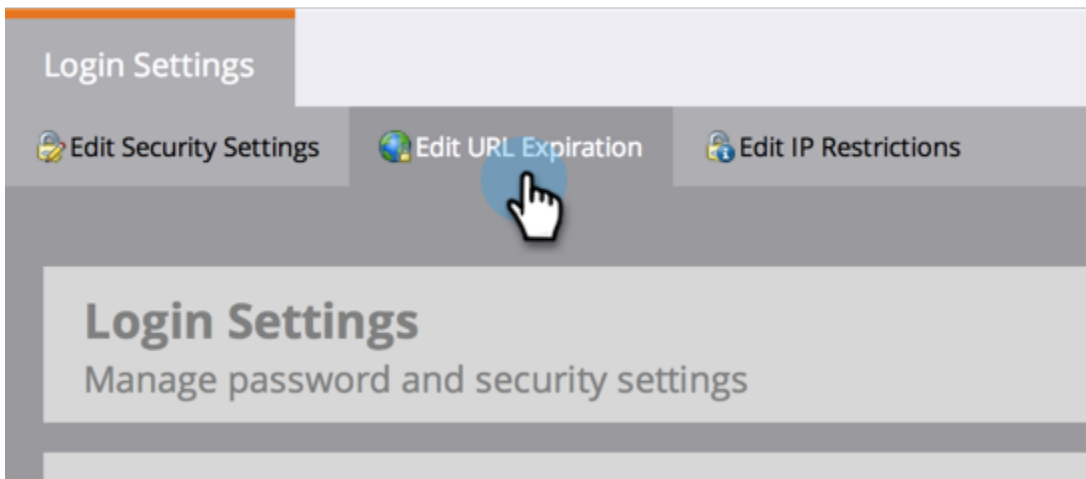 Login Settings
Edit Security Settings Edit URL Expiration Edit IP Restrictions
Login Settings
Manage password and security settings